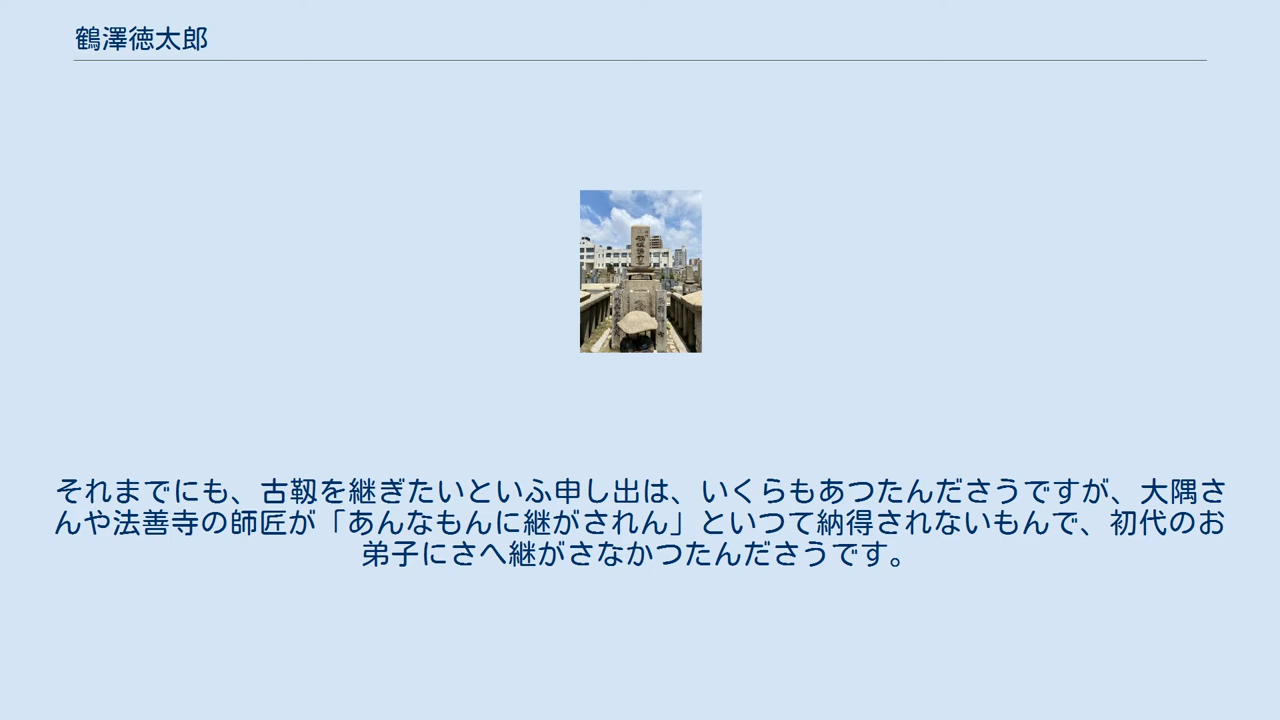 鶴澤徳太郎
それまでにも、古靱を継ぎたいといふ申し出は、いくらもあつたんださうですが、大隅さ
んや法善寺の師匠が「あんなもんに継がされん」といつて納得されないもんで、初代のお
弟子にさへ継がさなかつたんださうです。